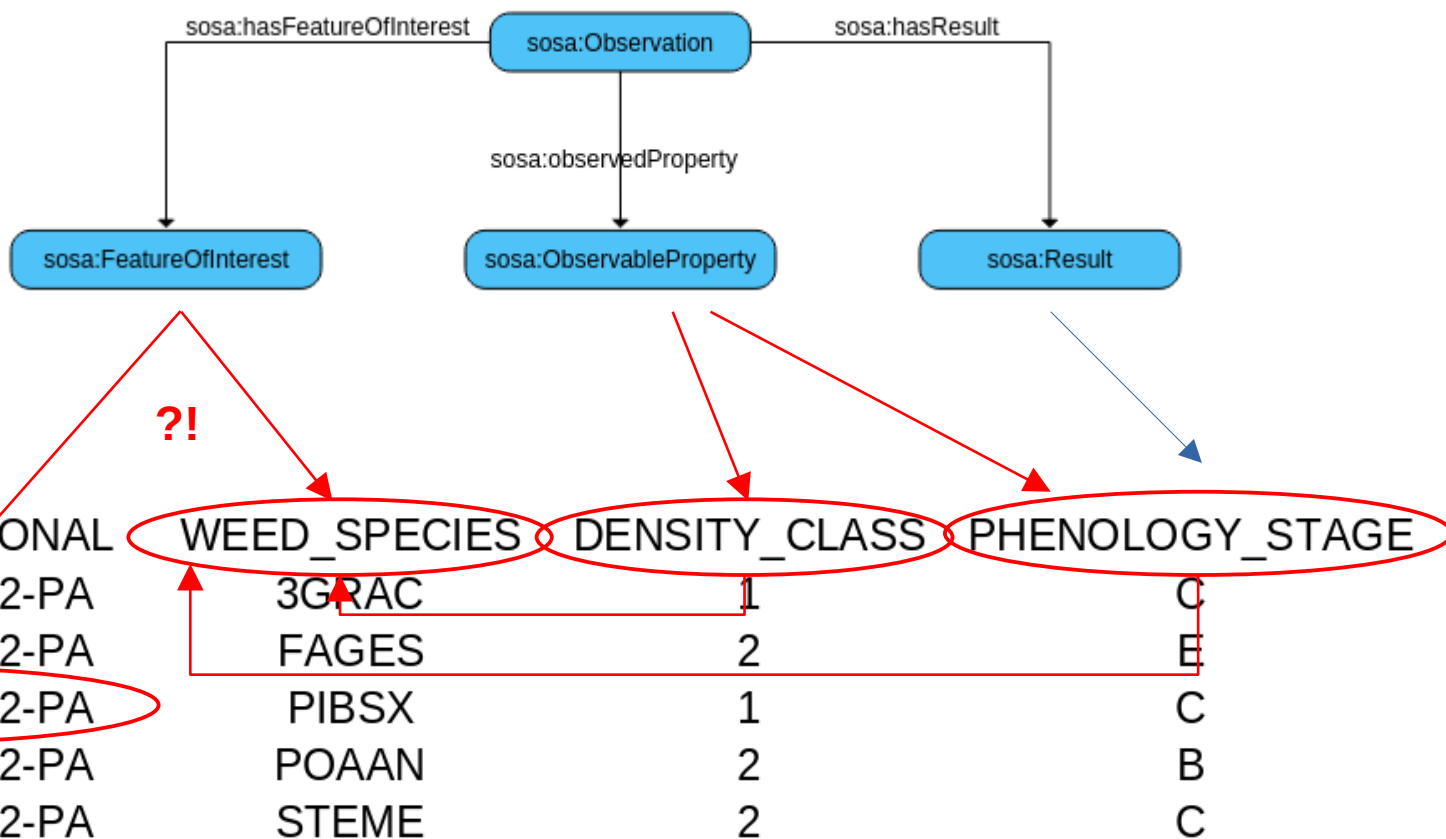 sosa:hasFeatureOfInterest
sosa:Observation
sosa:hasResult
sosa:observedProperty
sosa:FeatureOfInterest
sosa:ObservableProperty
sosa:Result
?!
ONAL WEED_SPECIES DENSITY_CLASS PHENOLOGY_STAGE
2-PA 3GRAC 1 C
2-PA FAGES 2 E
2-PA PIBSX 1 C
2-PA POAAN 2 B
2-PA STEME 2 C